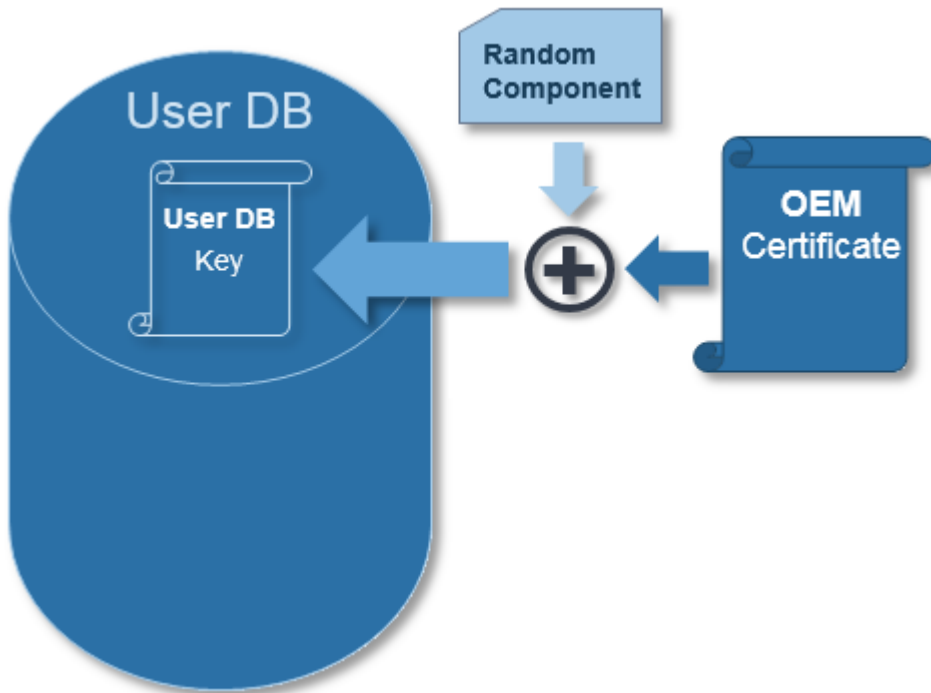 User DB
User DB
Key
Random
Component
OEM
Certificate